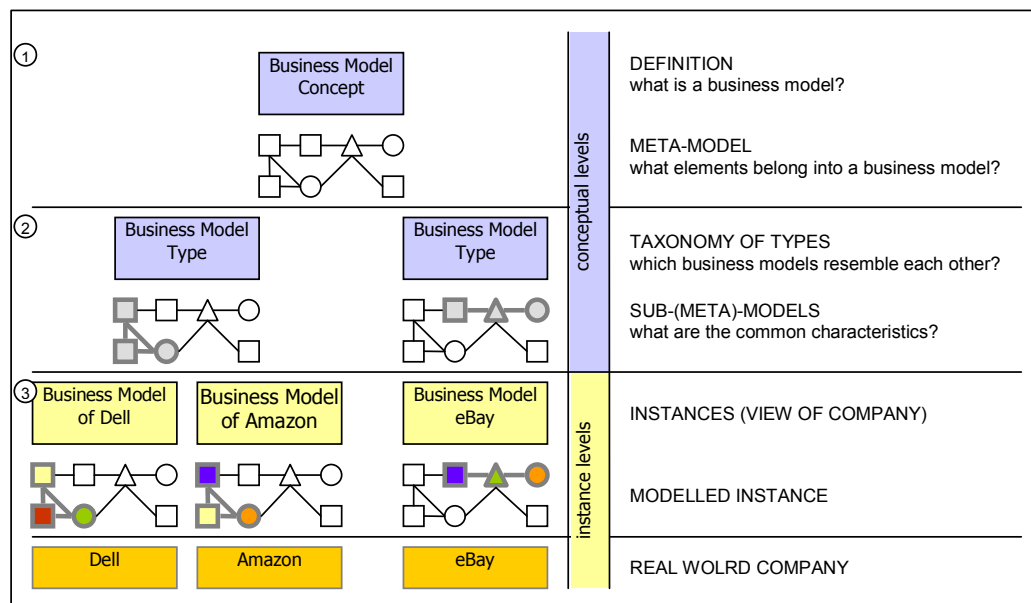 1
Business Model
Concept
DEFINITION
what is a business model?
META-MODEL
what elements belong into a business model?
conceptual levels
2
Business Model
Type
Business Model
Type
TAXONOMY OF TYPES
which business models resemble each other?
SUB-(META)-MODELS
what are the common characteristics?
3
Business Model
of Dell
Business Model
of Amazon
Business Model
eBay
INSTANCES (VIEW OF COMPANY)
MODELLED INSTANCE
instance levels
Dell
Amazon
eBay
REAL WOLRD COMPANY